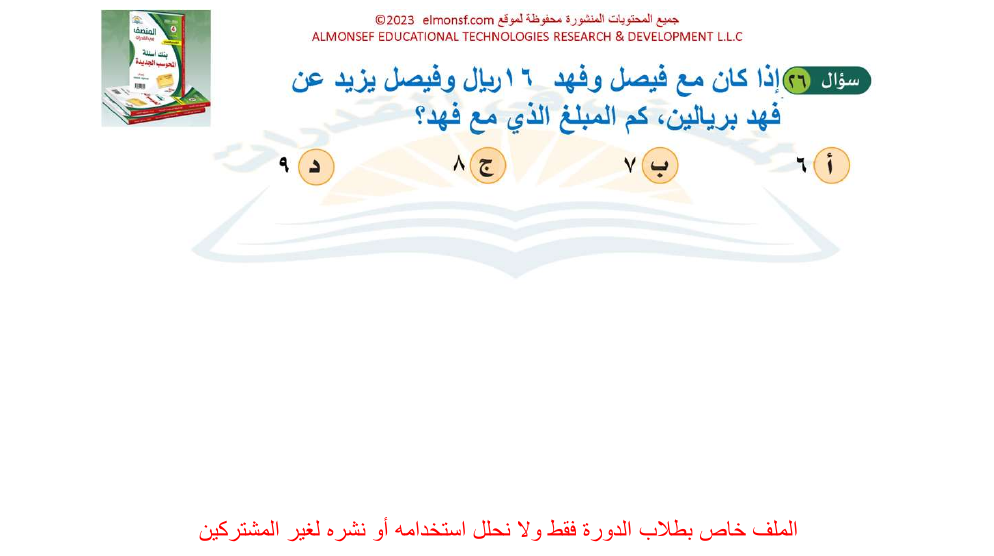 جميع المحتويات المنشورة محفوظة لموقع elmonsf.com ©2023
ALMONSEF EDUCATIONAL TECHNOLOGIES RESEARCH & DEVELOPMENT L.L.C
المنصف
بنك أسئلة
المحوسب الجديدة
سؤال ٢٦ إذا كان مع فيصل وفهد ١٦ ريال وفيصل يزيد عن
فهد بريالين، كم المبلغ الذي مع فهد؟
أ ٦ ب ٧ ج ٨ د ٩
الملف خاص بطلاب الدورة فقط ولا نحلل استخدامه أو نشره لغير المشتركين